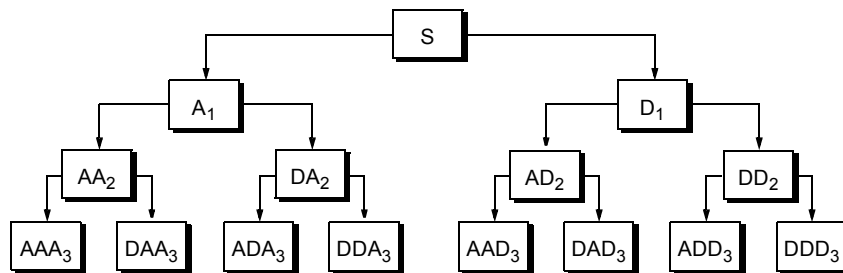 S
A₁ D₁
AA₂ DA₂ AD₂ DD₂
AAA₃ DAA₃ ADA₃ DDA₃ AAD₃ DAD₃ ADD₃ DDD₃